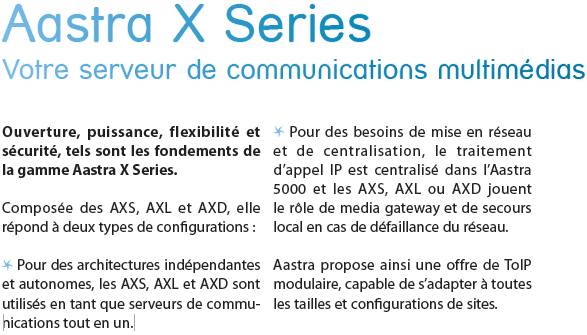 Aastra X Series
Votre serveur de communications multimédias
Ouverture, puissance, flexibilité et
sécurité, tels sont les fondements de
la gamme Aastra X Series.
Composée des AXS, AXL et AXD, elle
répond à deux types de configurations :
* Pour des architectures indépendantes
et autonomes, les AXS, AXL et AXD sont
utilisés en tant que serveurs de commu-
nications tout en un.
* Pour des besoins de mise en réseau
et de centralisation, le traitement
d'appel IP est centralisé dans l'Aastra
5000 et les AXS, AXL ou AXD jouent
le rôle de media gateway et de secours
local en cas de défaillance du réseau.
Aastra propose ainsi une offre de ToIP
modulaire, capable de s'adapter à toutes
les tailles et configurations de sites.